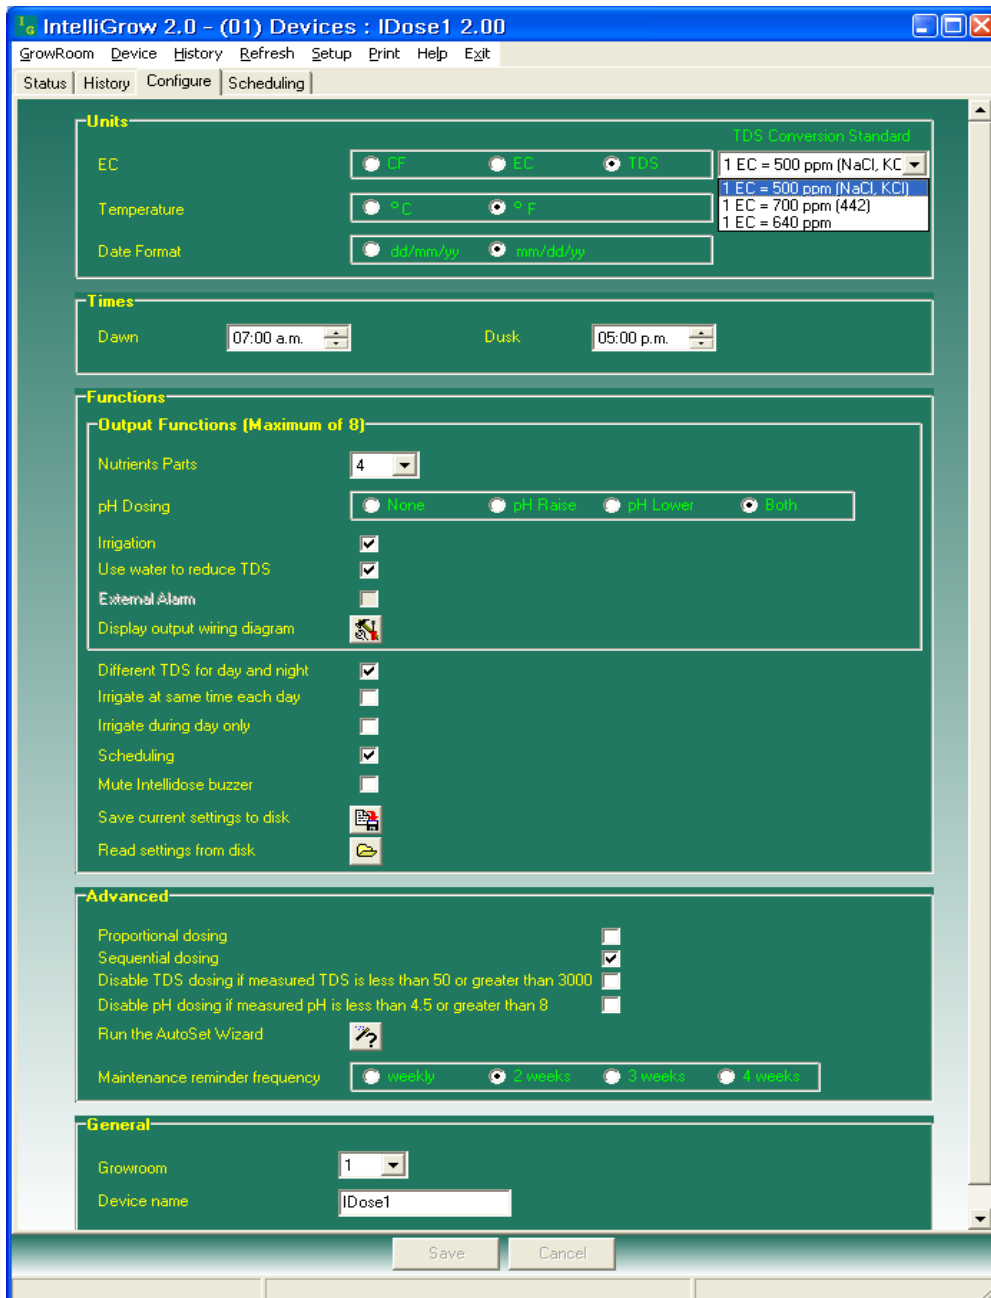 IG IntelliGrow 2.0 - (01) Devices : IDose1 2.00
GrowRoom Device History Refresh Setup Print Help Exit
Status History Configure Scheduling
Units
TDS Conversion Standard
EC CF EC TDS 1 EC = 500 ppm (NaCl, KC
1 EC = 500 ppm (NaCl, KCl)
1 EC = 700 ppm (442)
1 EC = 640 ppm
Temperature °C °F
Date Format dd/mm/yy mm/dd/yy
Times
Dawn 07:00 a.m. Dusk 05:00 p.m.
Functions
Output Functions (Maximum of 8)
Nutrients Parts 4
pH Dosing None pH Raise pH Lower Both
Irrigation
Use water to reduce TDS
External Alarm
Display output wiring diagram
Different TDS for day and night
Irrigate at same time each day
Irrigate during day only
Scheduling
Mute Intellidose buzzer
Save current settings to disk
Read settings from disk
Advanced
Proportional dosing
Sequential dosing
Disable TDS dosing if measured TDS is less than 50 or greater than 3000
Disable pH dosing if measured pH is less than 4.5 or greater than 8
Run the AutoSet Wizard
Maintenance reminder frequency weekly 2 weeks 3 weeks 4 weeks
General
Growroom 1
Device name IDose1
Save Cancel